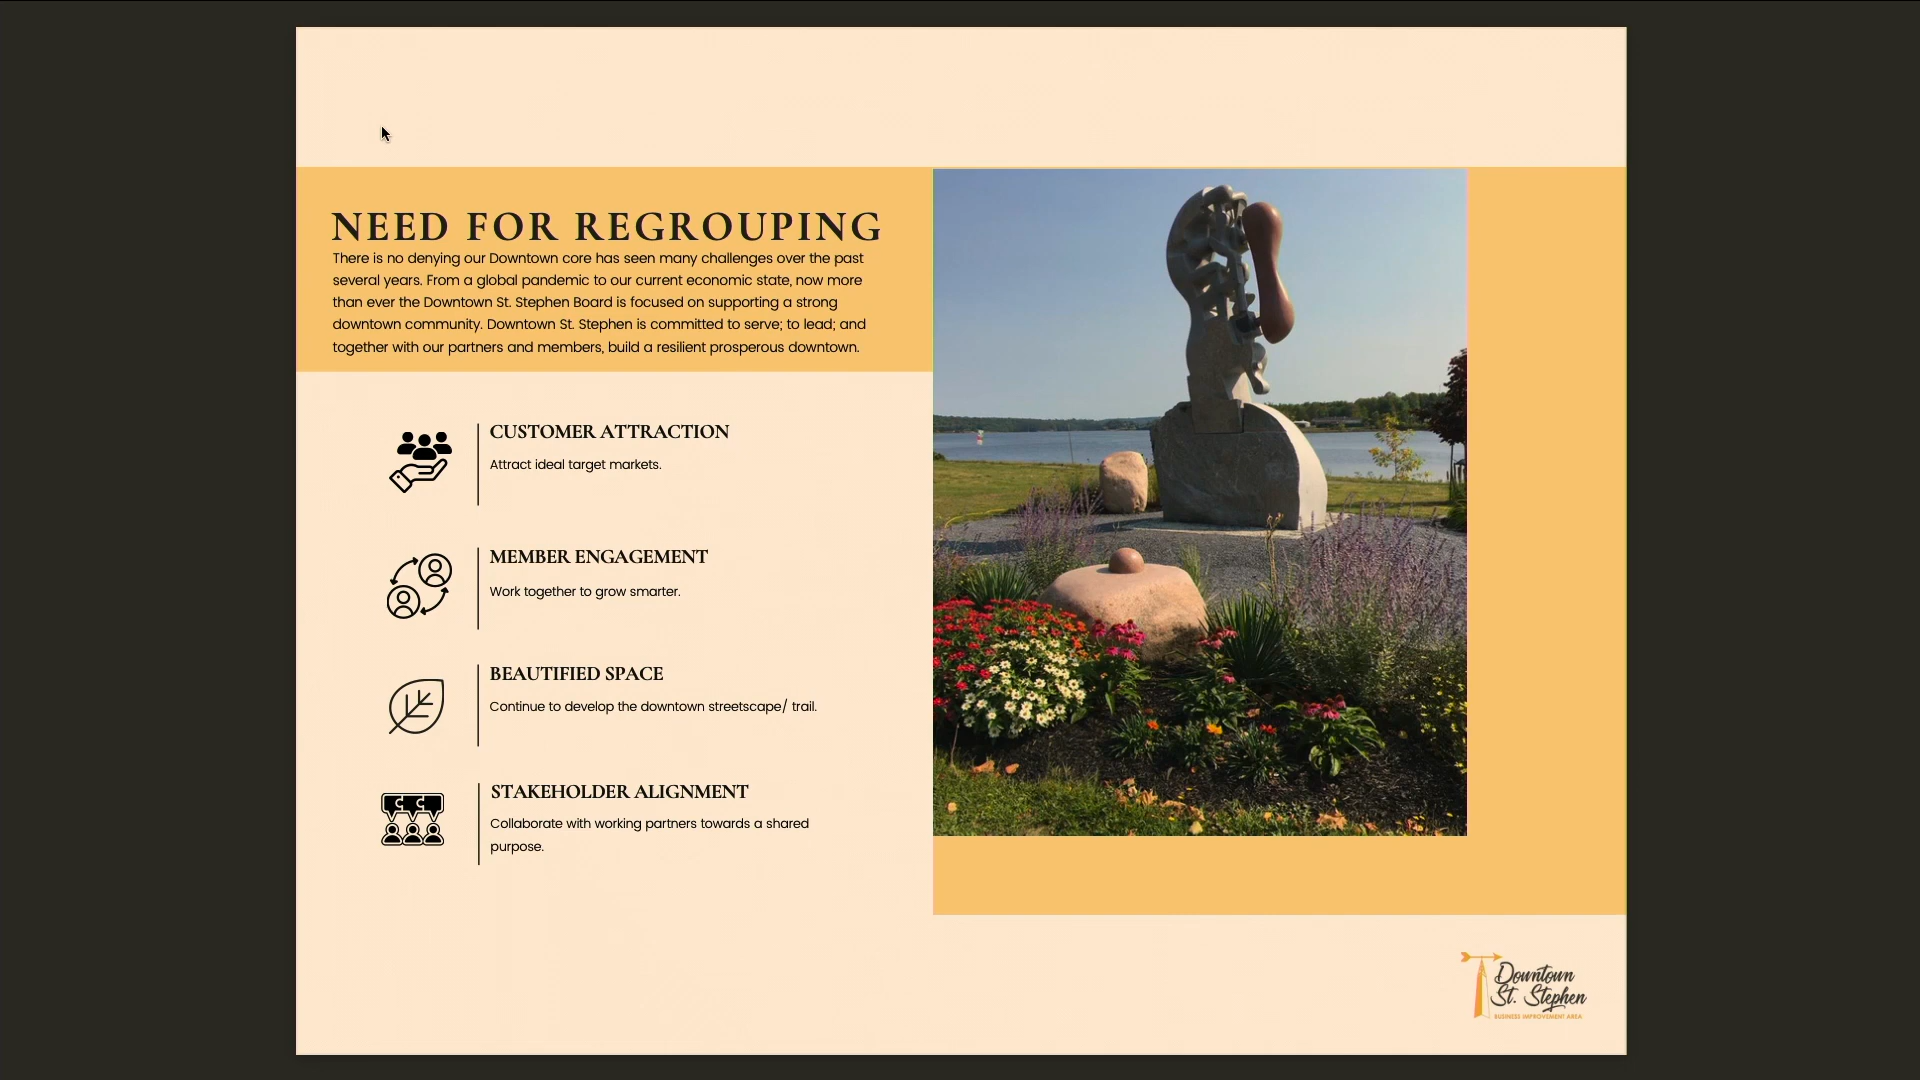 NEED FOR REGROUPING
There is no denying our Downtown core has seen many challenges over the past
several years. From a global pandemic to our current economic state, now more
than ever the Downtown St. Stephen Board is focused on supporting a strong
downtown community. Downtown St. Stephen is committed to serve; to lead; and
together with our partners and members, build a resilient prosperous downtown.
CUSTOMER ATTRACTION
Attract ideal target markets.
MEMBER ENGAGEMENT
Work together to grow smarter.
BEAUTIFIED SPACE
Continue to develop the downtown streetscape/ trail.
STAKEHOLDER ALIGNMENT
Collaborate with working partners towards a shared
purpose.
Downtown
St. Stephen
BUSINESS IMPROVEMENT AREA